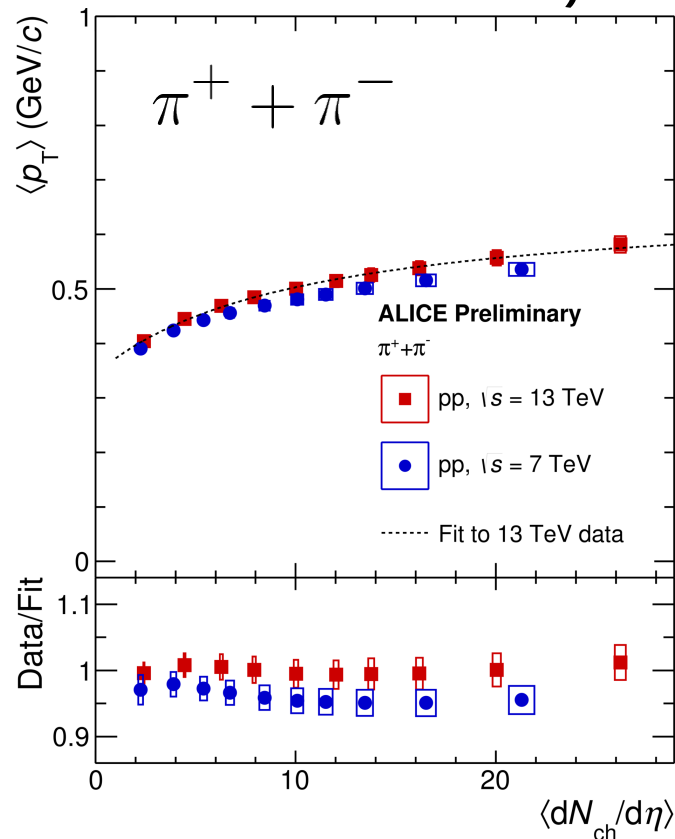 π⁺ + π⁻
⟨p_T⟩ (GeV/c)
1
0.5
0
ALICE Preliminary
π⁺+π⁻
pp, √s = 13 TeV
pp, √s = 7 TeV
Fit to 13 TeV data
Data/Fit
1.1
1
0.9
0 10 20
⟨dN_ch/dη⟩